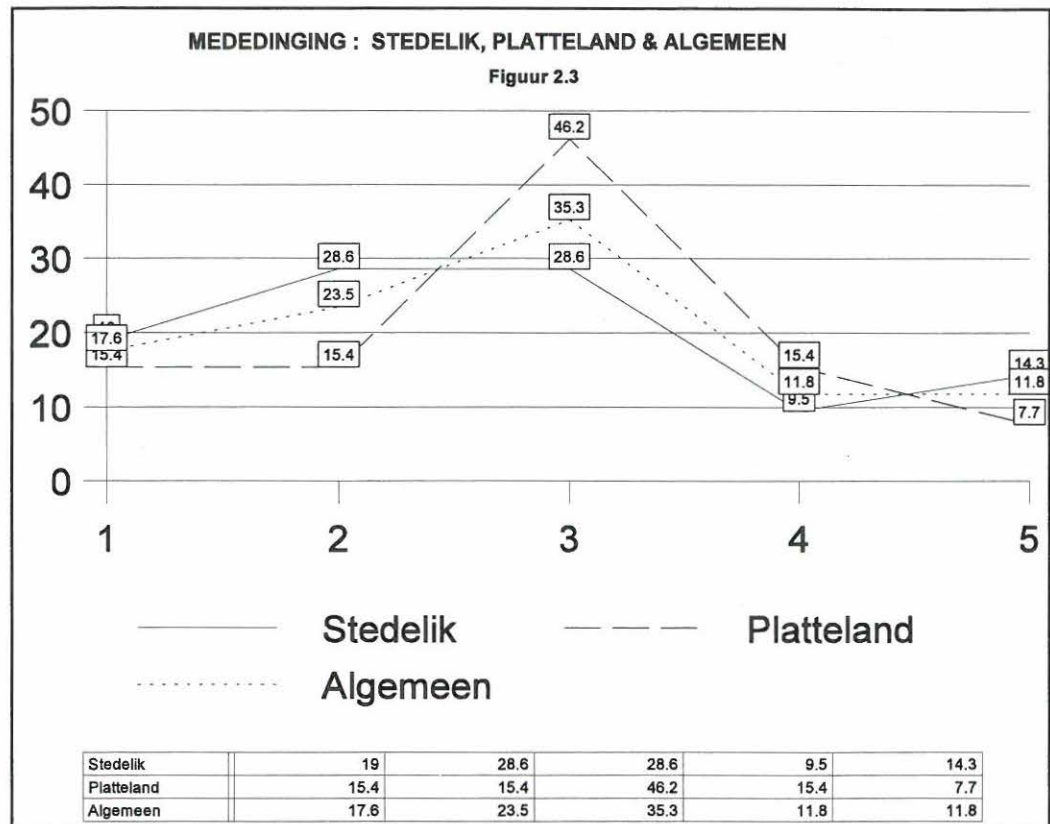 MEDEDINGING : STEDELIK, PLATTELAND & ALGEMEEN
Figuur 2.3
50
40
30
20
10
0
46.2
35.3
28.6
28.6
23.5
17.6
15.4
15.4
15.4
11.8
9.5
14.3
11.8
7.7
1 2 3 4 5
Stedelik Platteland
Algemeen
Stedelik 19 28.6 28.6 9.5 14.3
Platteland 15.4 15.4 46.2 15.4 7.7
Algemeen 17.6 23.5 35.3 11.8 11.8